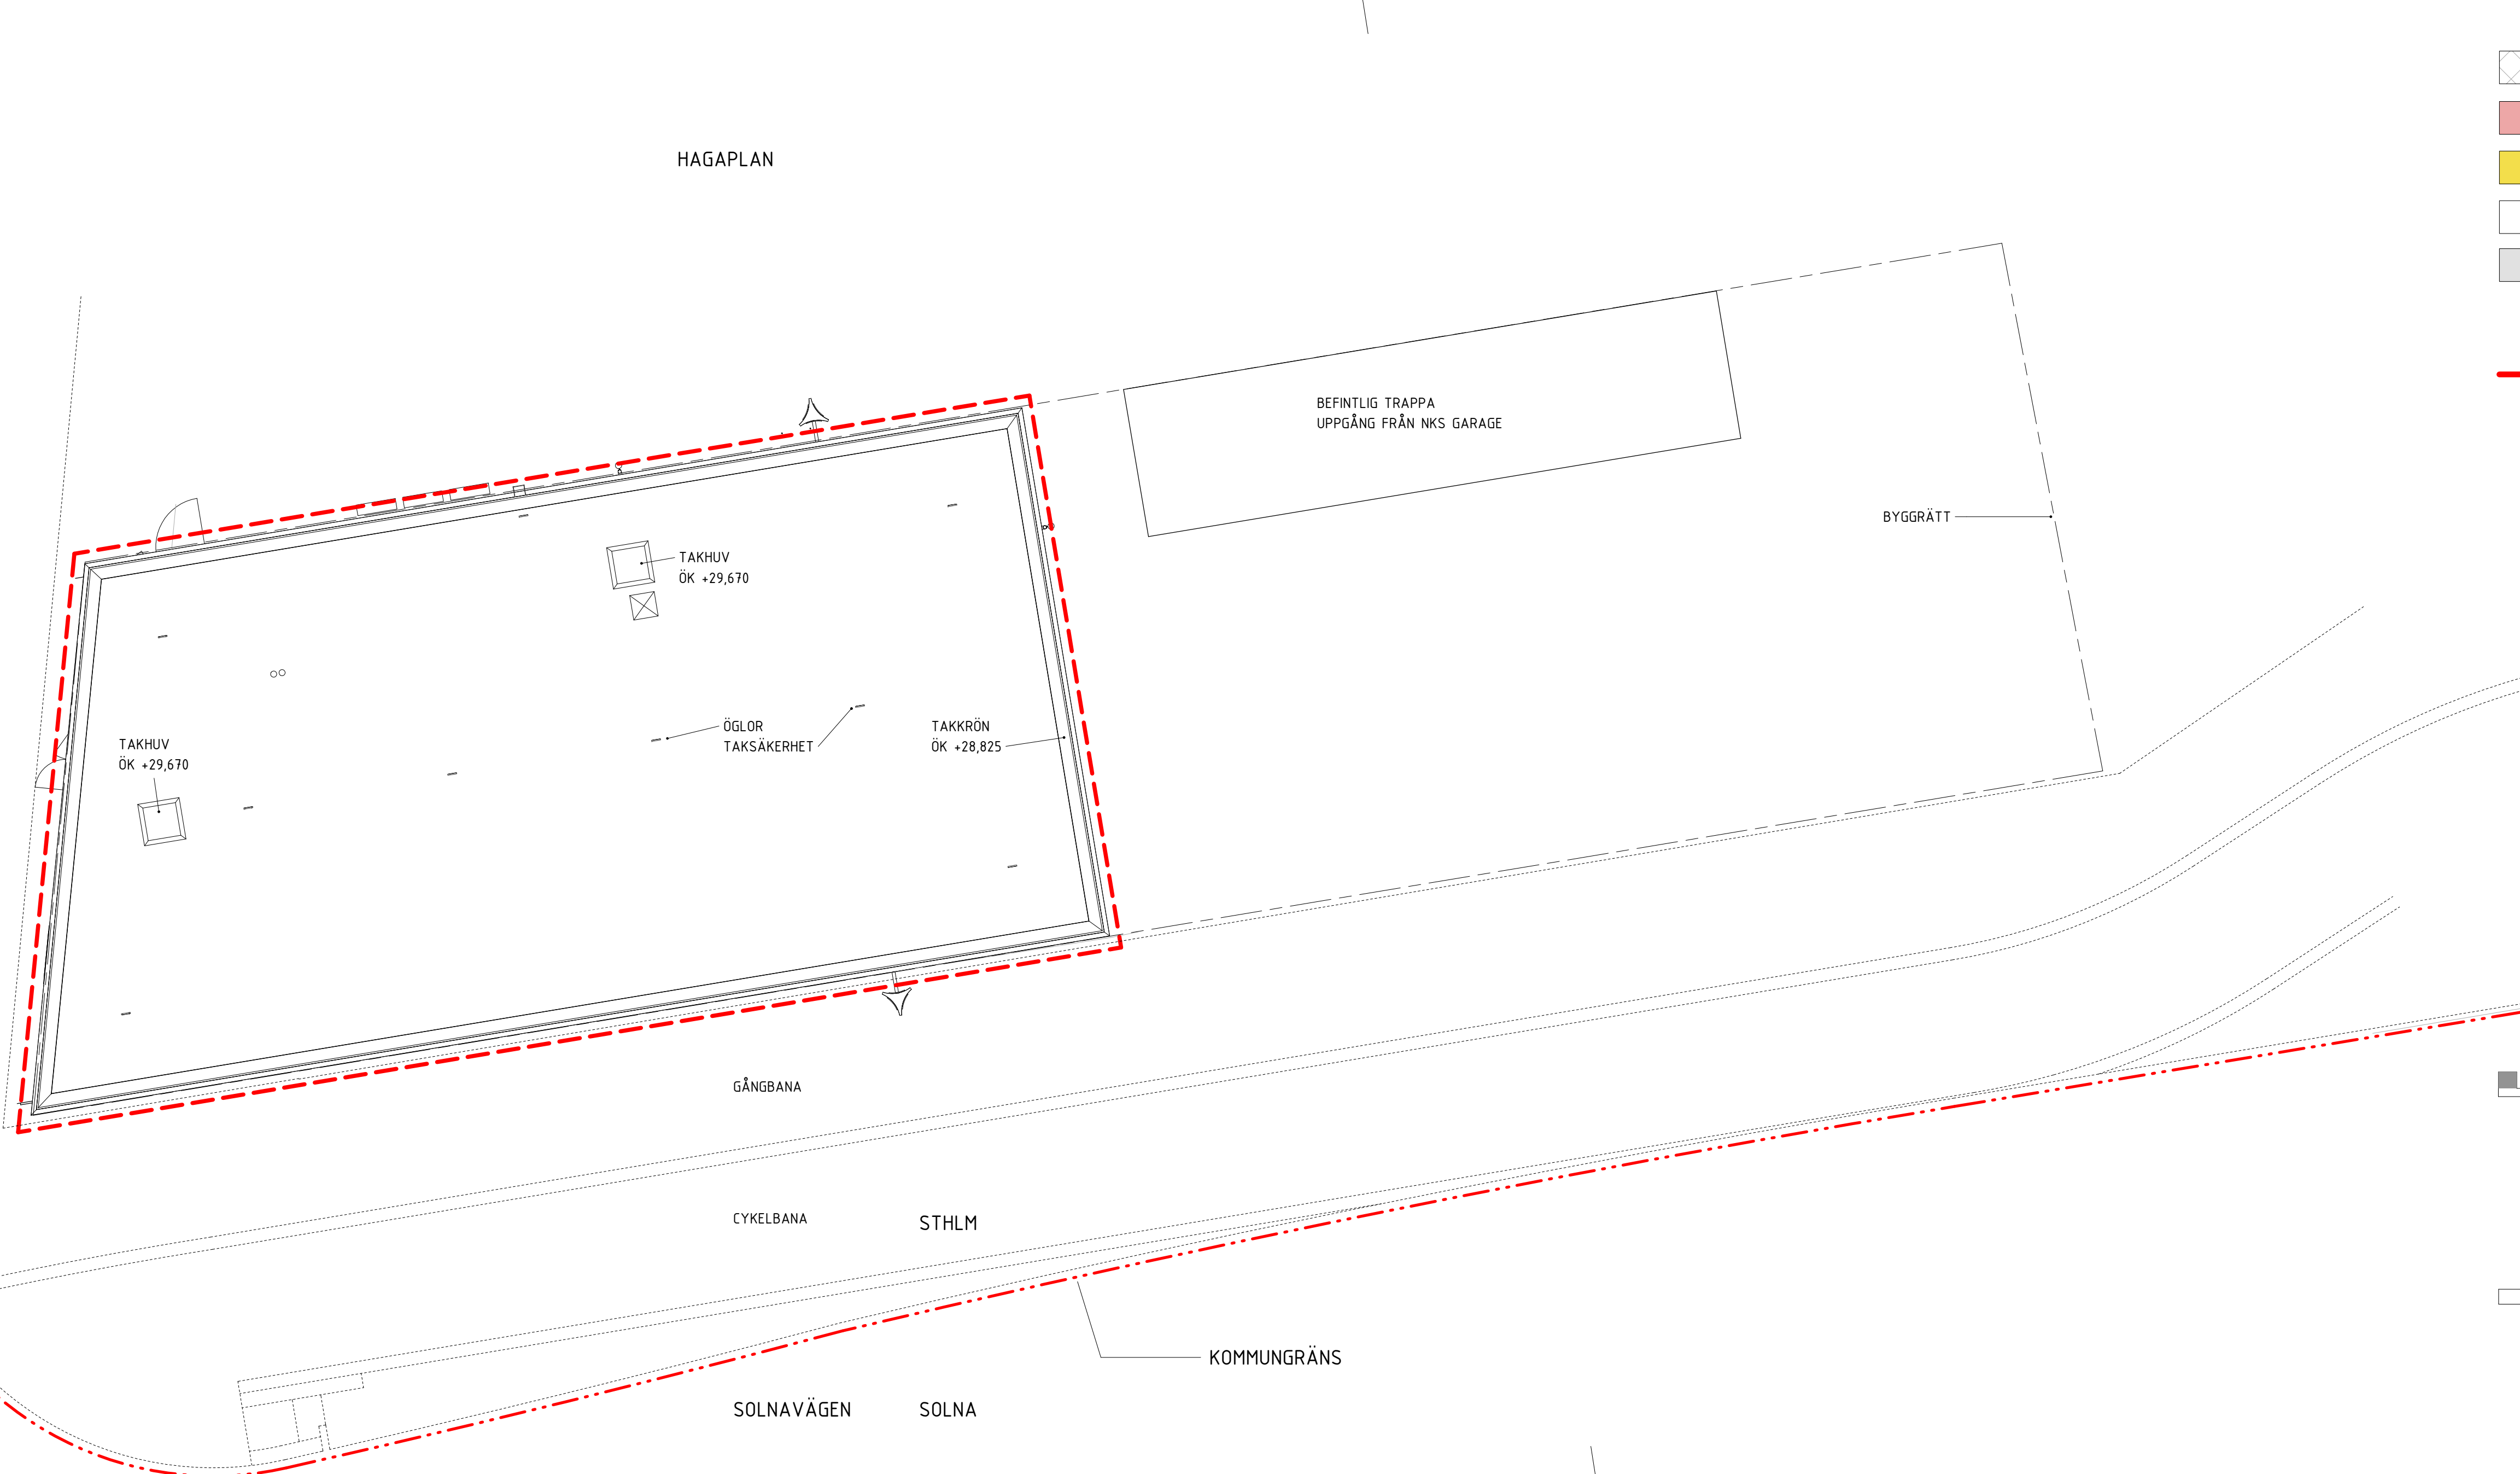 HAGAPLAN
BEFINTLIG TRAPPA
UPPGÅNG FRÅN NKS GARAGE
BYGGRÄTT
TAKHUV
ÖK +29,670
ÖGLOR
TAKSÄKERHET
TAKKRÖN
ÖK +28,825
TAKHUV
ÖK +29,670
GÅNGBANA
CYKELBANA
STHLM
KOMMUNGRÄNS
SOLNAVÄGEN
SOLNA